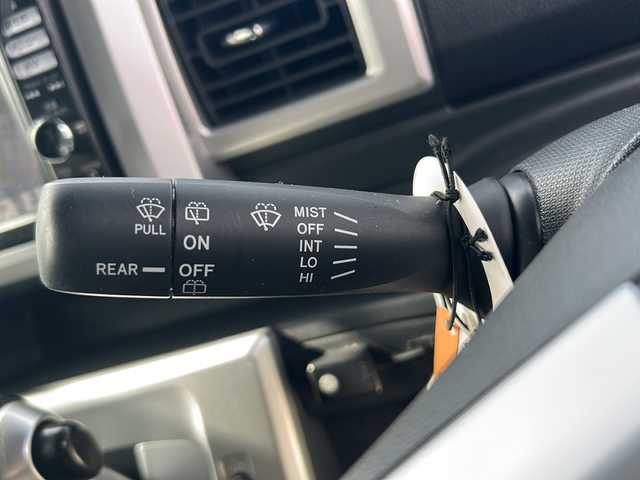 PULL
ON
REAR
OFF
MIST
OFF
INT
LO
HI